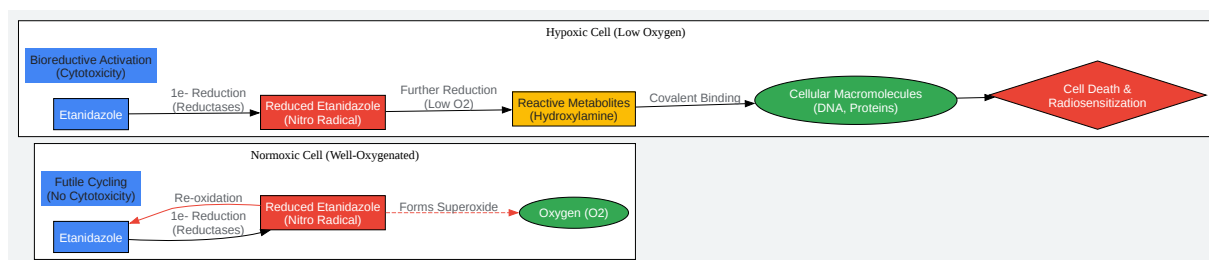 Hypoxic Cell (Low Oxygen)
Bioreductive Activation
(Cytotoxicity)
Etanidazole
1e- Reduction
(Reductases)
Reduced Etanidazole
(Nitro Radical)
Further Reduction
(Low O2)
Reactive Metabolites
(Hydroxylamine)
Covalent Binding
Cellular Macromolecules
(DNA, Proteins)
Cell Death &
Radiosensitization
Normoxic Cell (Well-Oxygenated)
Futile Cycling
(No Cytotoxicity)
Etanidazole
Re-oxidation
1e- Reduction
(Reductases)
Reduced Etanidazole
(Nitro Radical)
Forms Superoxide
Oxygen (O2)